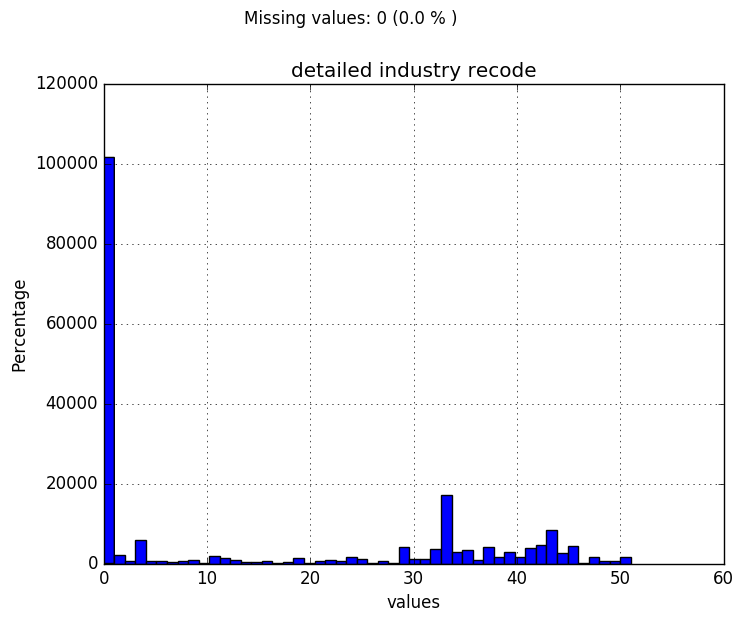 Missing values: 0 (0.0 % )
detailed industry recode
120000
100000
80000
60000
40000
20000
0
Percentage
0 10 20 30 40 50 60
values